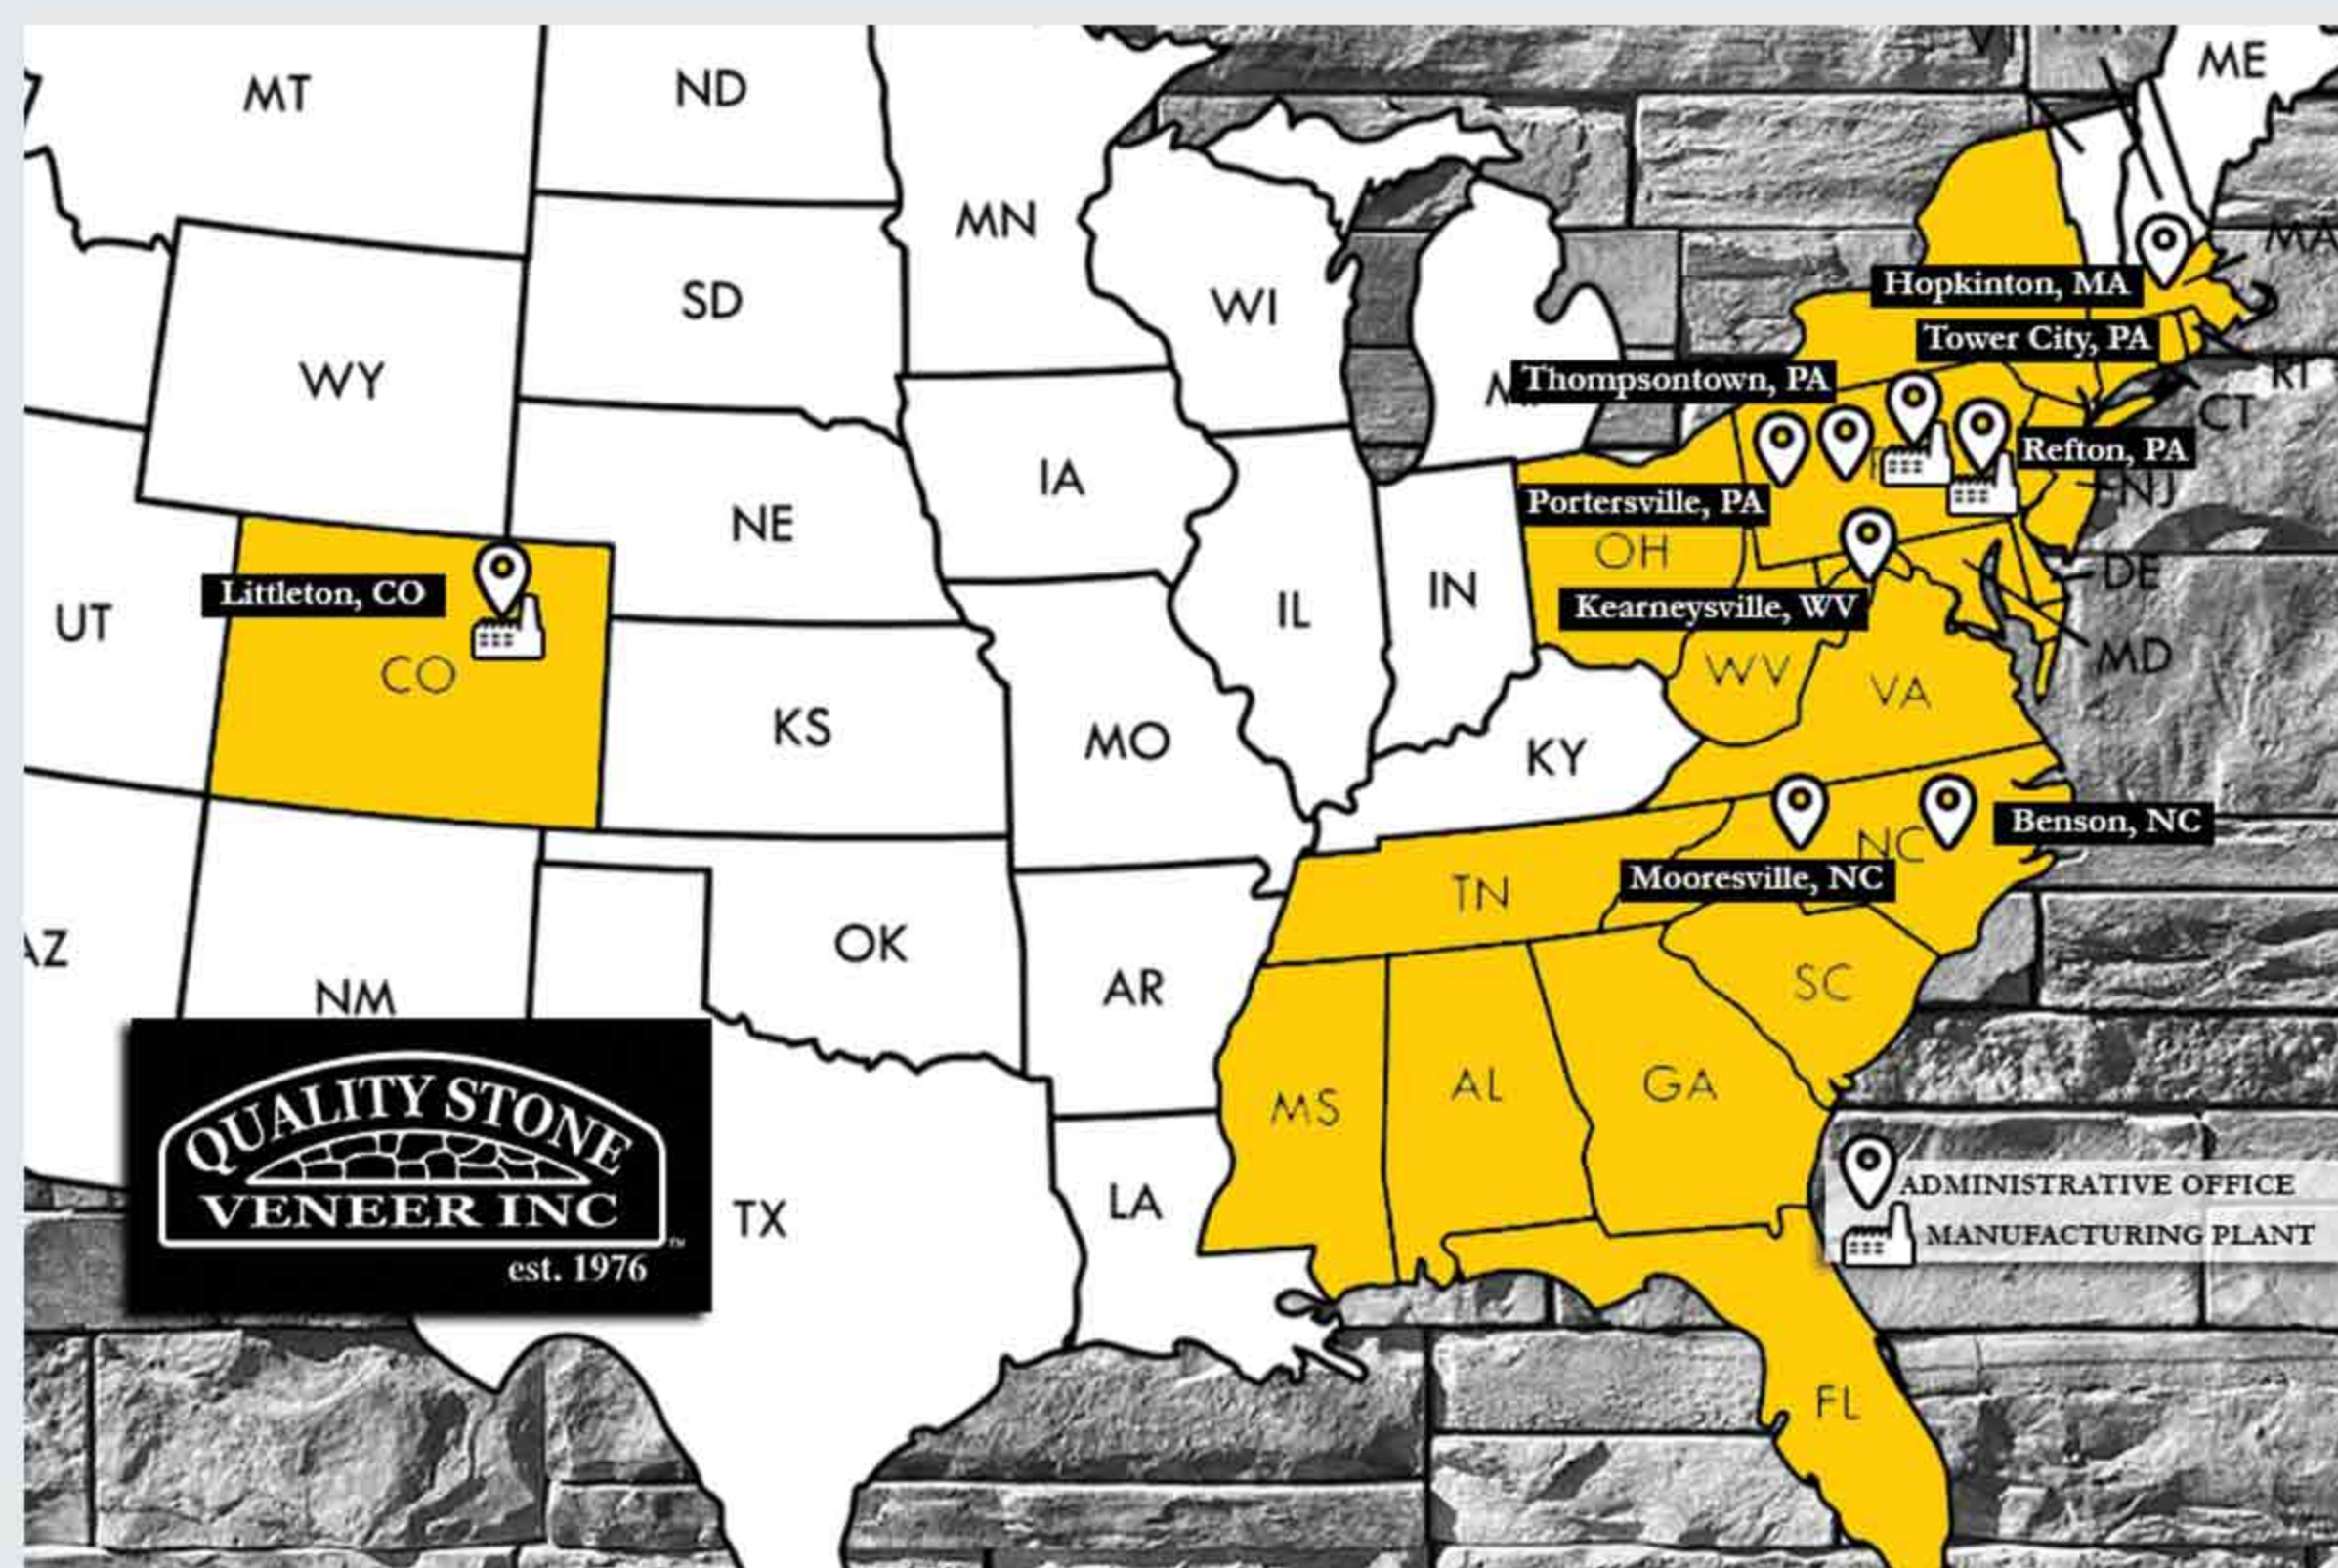 MT
ND
ME
MN
SD
WI
MA
Hopkinton, MA
Tower City, PA
WY
Thompsontown, PA
RI
CT
IA
Refton, PA
NJ
NE
Portersville, PA
OH
DE
Littleton, CO
UT
IL
IN
Kearneysville, WV
CO
WV
MD
VA
KS
MO
KY
NC
Benson, NC
TN
Mooresville, NC
OK
AZ
NM
AR
SC
MS
AL
GA
QUALITY STONE
VENEER INC
TM
est. 1976
TX
LA
ADMINISTRATIVE OFFICE
MANUFACTURING PLANT
FL